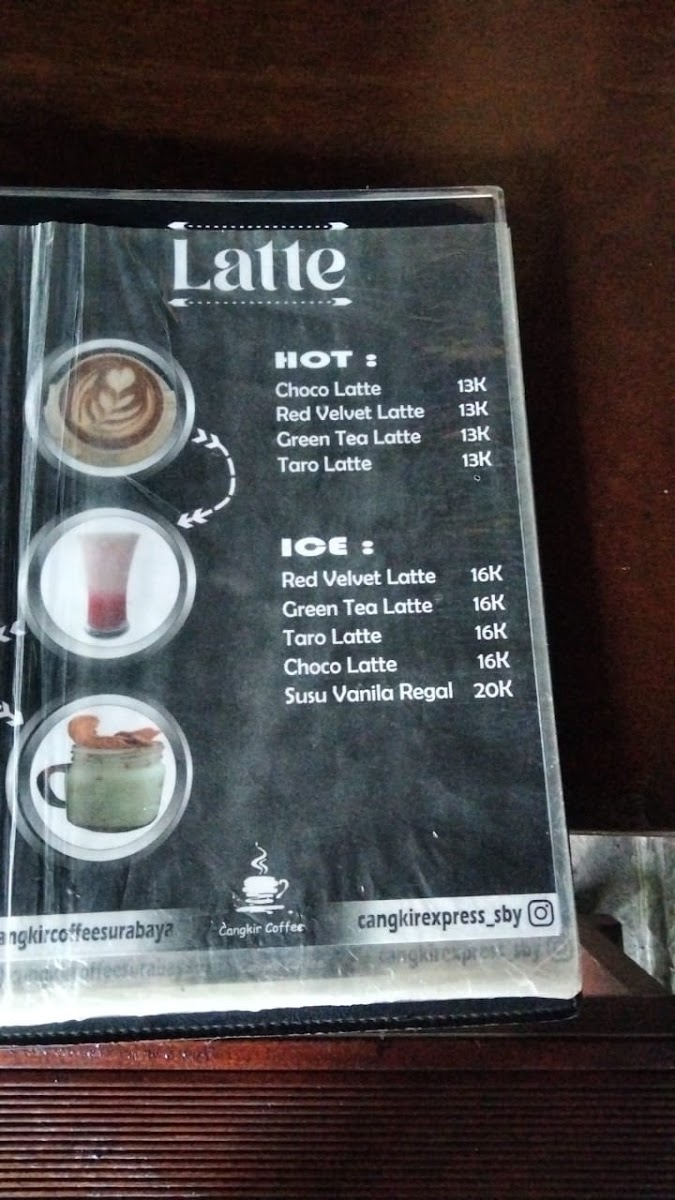 Latte
HOT :
Choco Latte 13K
Red Velvet Latte 13K
Green Tea Latte 13K
Taro Latte 13K
ICE :
Red Velvet Latte 16K
Green Tea Latte 16K
Taro Latte 16K
Choco Latte 16K
Susu Vanila Regal 20K
angkircoffeesurabaya
Cangkir Coffee
cangkirexpress_sby